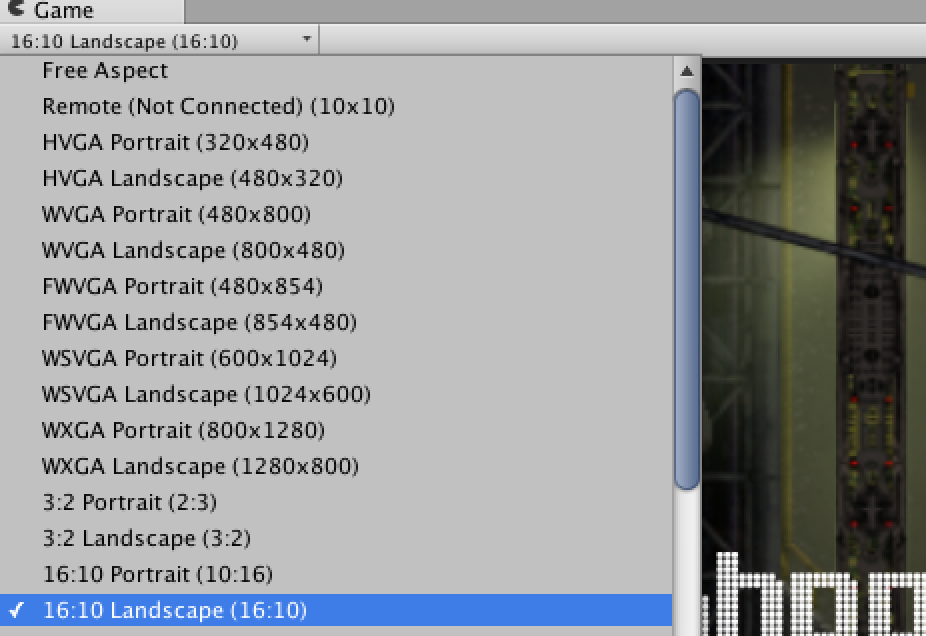 Game
16:10 Landscape (16:10)
Free Aspect
Remote (Not Connected) (10x10)
HVGA Portrait (320x480)
HVGA Landscape (480x320)
WVGA Portrait (480x800)
WVGA Landscape (800x480)
FWVGA Portrait (480x854)
FWVGA Landscape (854x480)
WSVGA Portrait (600x1024)
WSVGA Landscape (1024x600)
WXGA Portrait (800x1280)
WXGA Landscape (1280x800)
3:2 Portrait (2:3)
3:2 Landscape (3:2)
16:10 Portrait (10:16)
✓ 16:10 Landscape (16:10)